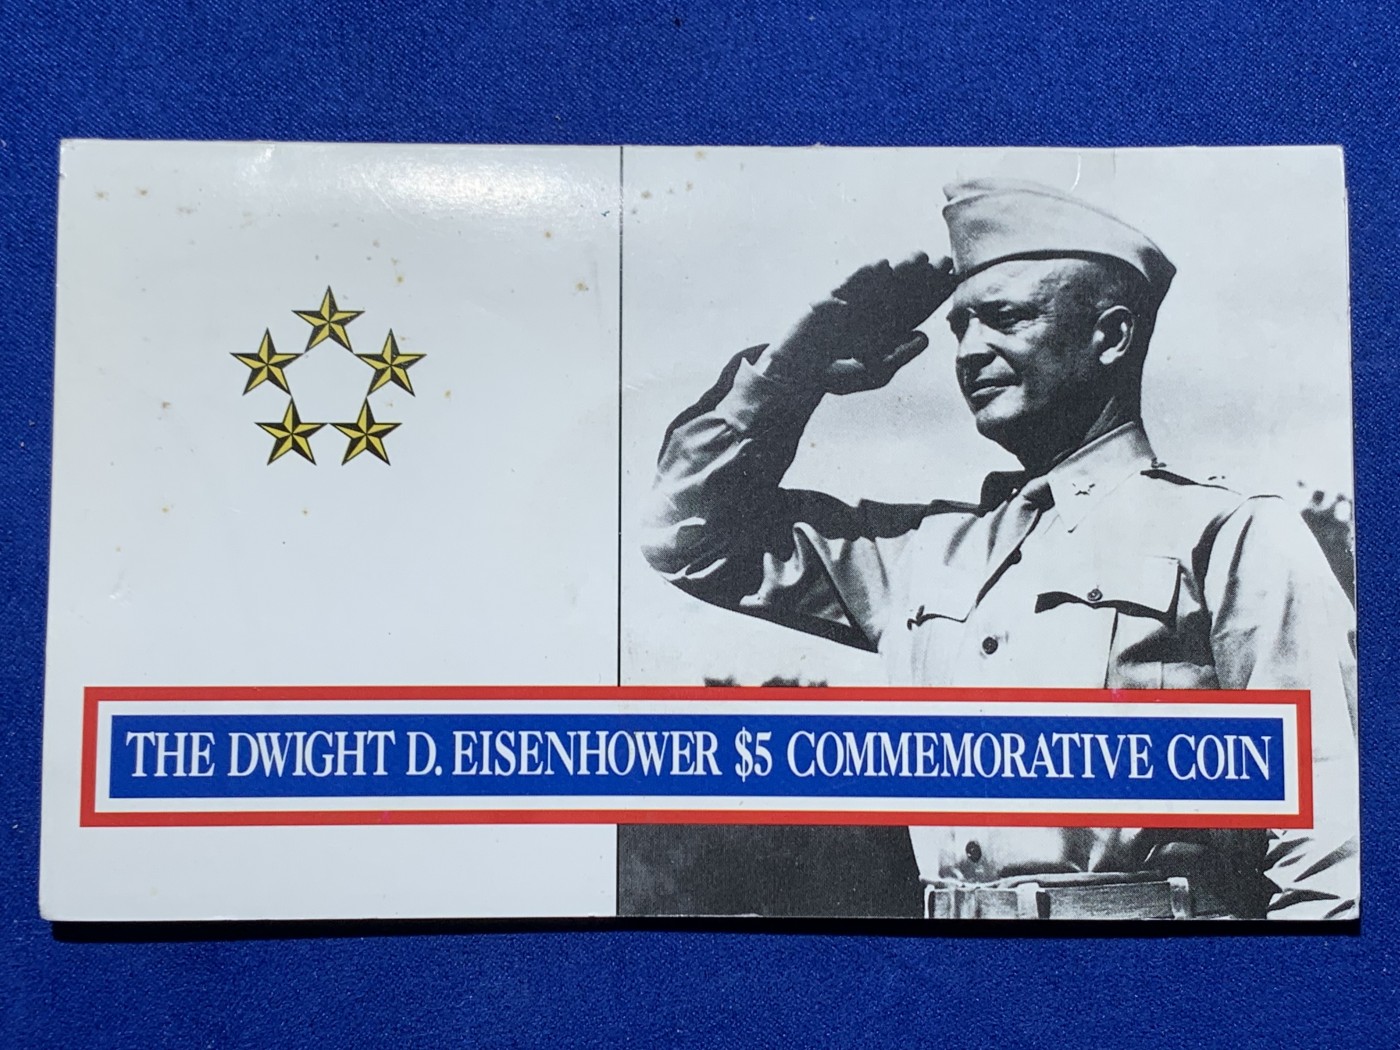 THE DWIGHT D. EISENHOWER $5 COMMEMORATIVE COIN